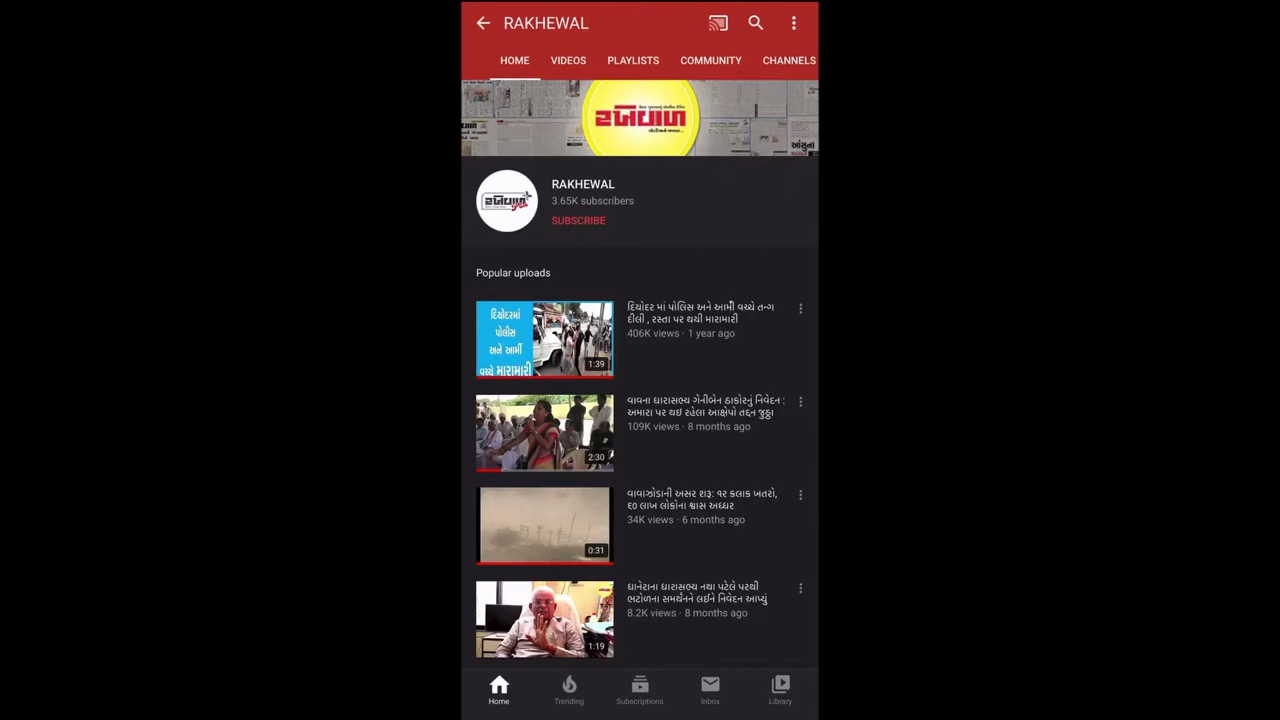 RAKHEWAL
HOME VIDEOS PLAYLISTS COMMUNITY CHANNELS
રખેવાળ
આંસુના
RAKHEWAL
3.65K subscribers
SUBSCRIBE
રખેવાળ
Popular uploads
દિયોદરમાં
પોલીસ
અને આર્મી
વચ્ચે મારામારી
1:39
દિયોદર માં પોલિસ અને આર્મી વચ્ચે તન્ગ
દીલી , રસ્તા પર થયી મારામારી
406K views · 1 year ago
2:30
વાવના ધારાસભ્ય ગેનીબેન ઠાકોરનું નિવેદન :
અમારા પર થઇ રહેલા આક્ષેપો તદ્દન જુઠ્ઠા
109K views · 8 months ago
0:31
વાવાઝોડાની અસર શરૂ: ૧૨ કલાક ખતરો,
૬૦ લાખ લોકોના શ્વાસ અધ્ધર
34K views · 6 months ago
1:19
ધાનેરાના ધારાસભ્ય નથા પટેલે પરથી
ભટોળના સમર્થનને લઈને નિવેદન આપ્યું
8.2K views · 8 months ago
Home Trending Subscriptions Inbox Library